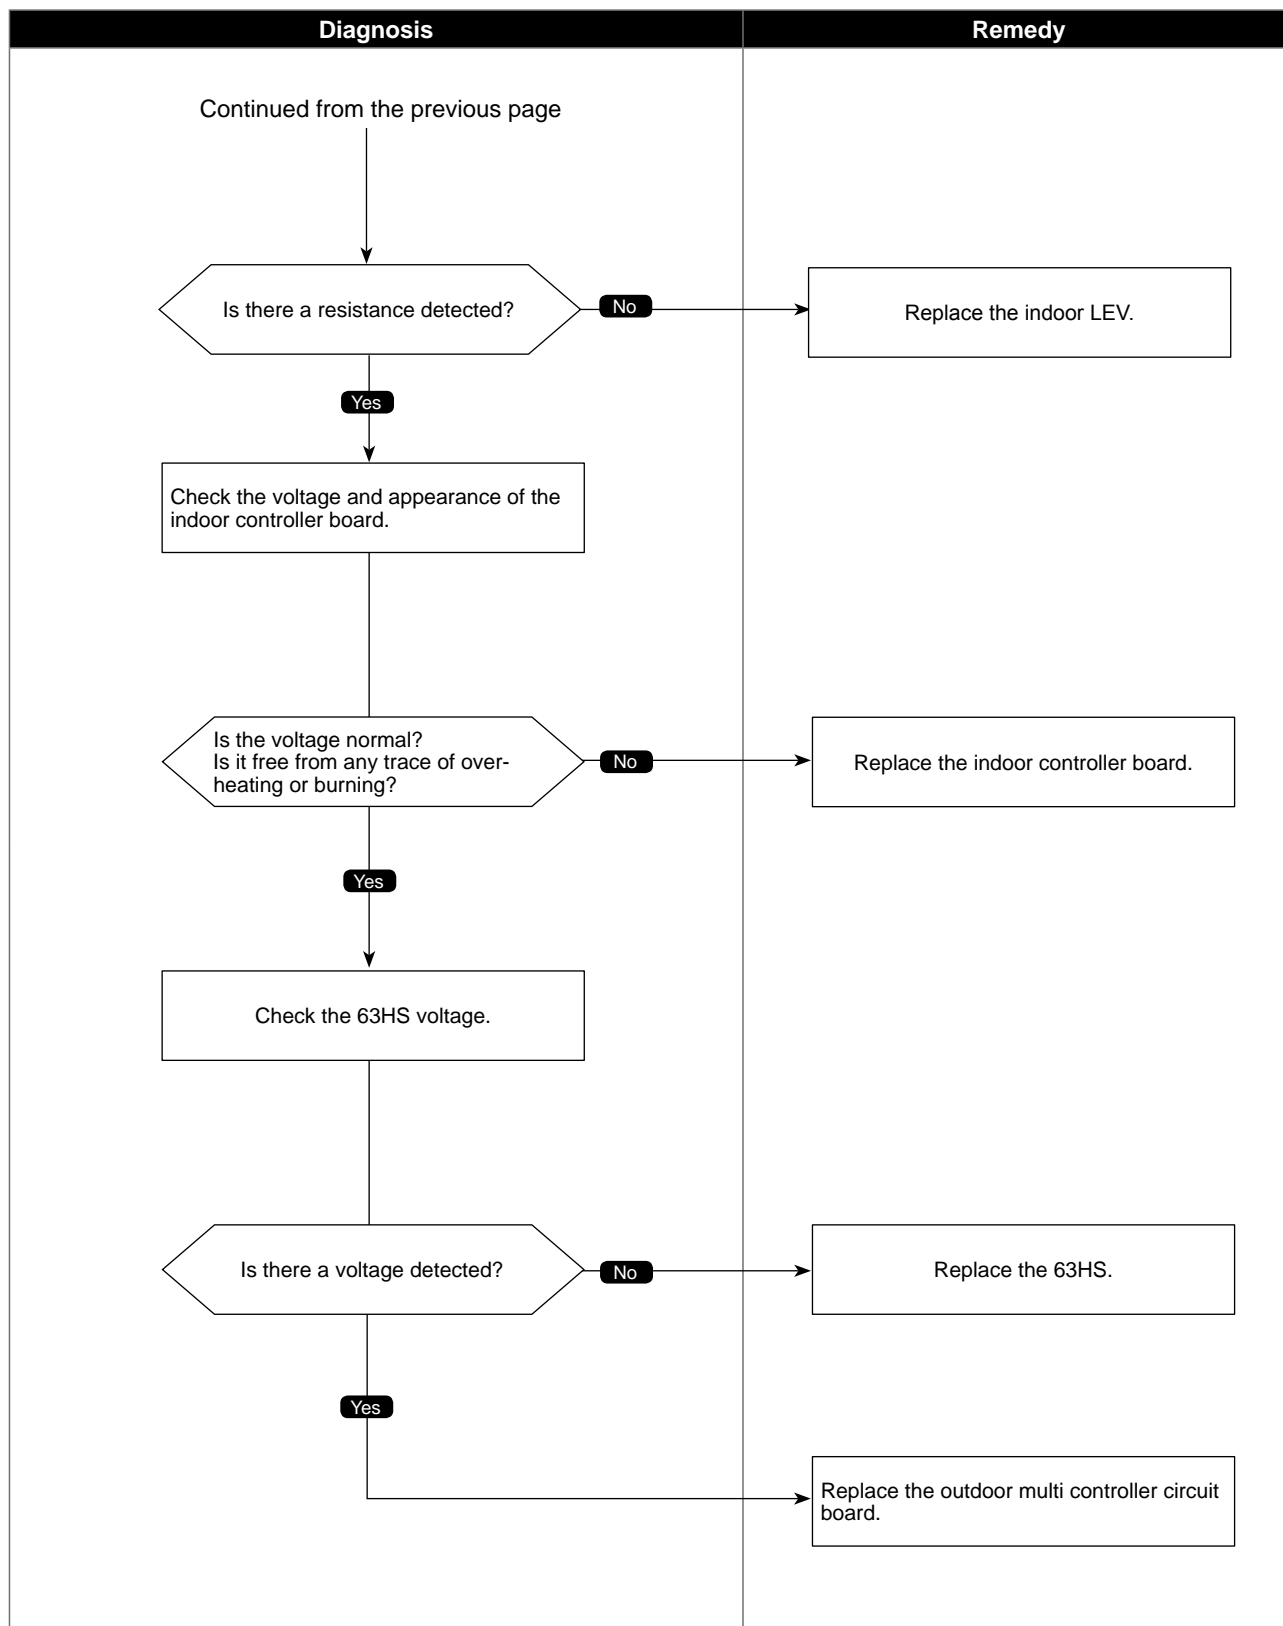 Diagnosis
Remedy
Continued from the previous page
Is there a resistance detected?
No
Replace the indoor LEV.
Yes
Check the voltage and appearance of the
indoor controller board.
Is the voltage normal?
Is it free from any trace of over-
heating or burning?
No
Replace the indoor controller board.
Yes
Check the 63HS voltage.
Is there a voltage detected?
No
Replace the 63HS.
Yes
Replace the outdoor multi controller circuit
board.